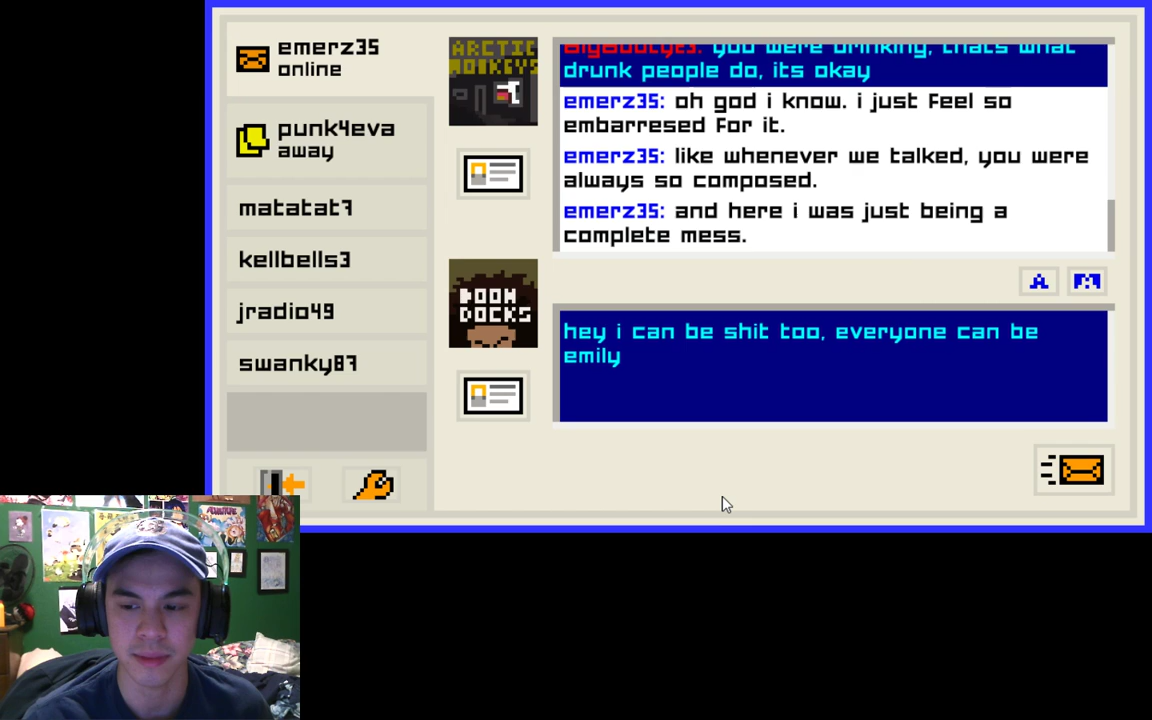 emerz35
online
punk4eva
away
matatat7
kellbells3
jradio49
swanky87
ARCTIC
MONKEYS
you were drinking, thats what
drunk people do, its okay
emerz35: oh god i know. i just feel so
embarresed for it.
emerz35: like whenever we talked, you were
always so composed.
emerz35: and here i was just being a
complete mess.
A
BOON
DOCKS
hey i can be shit too, everyone can be
emily